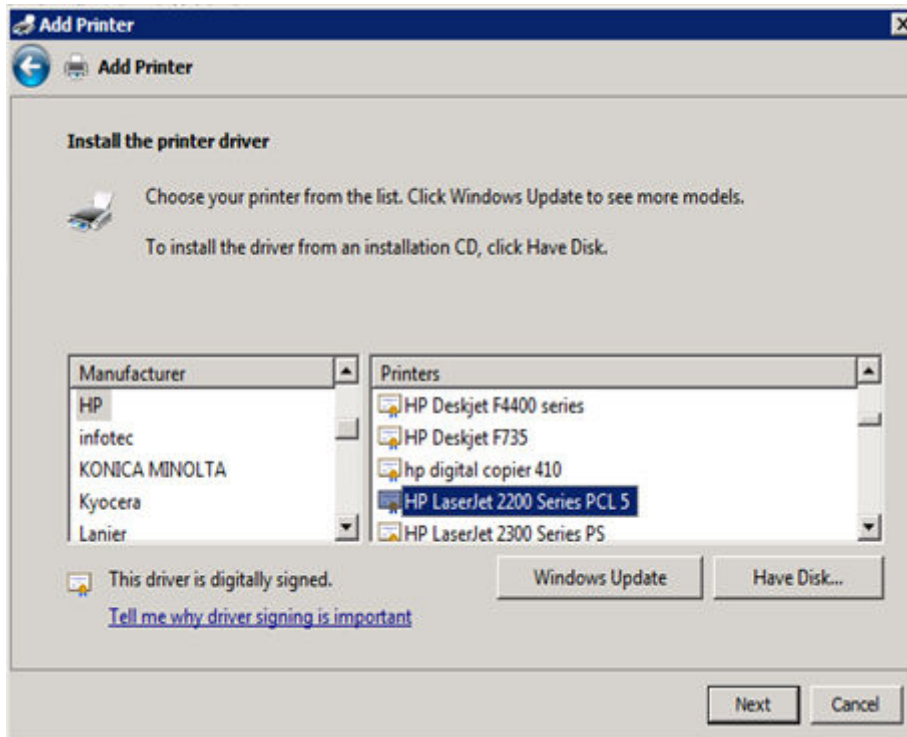 Add Printer
Add Printer
Install the printer driver
Choose your printer from the list. Click Windows Update to see more models.
To install the driver from an installation CD, click Have Disk.
Manufacturer
HP
infotec
KONICA MINOLTA
Kyocera
Lanier
Printers
HP Deskjet F4400 series
HP Deskjet F735
hp digital copier 410
HP LaserJet 2200 Series PCL 5
HP LaserJet 2300 Series PS
This driver is digitally signed.
Tell me why driver signing is important
Windows Update
Have Disk...
Next
Cancel